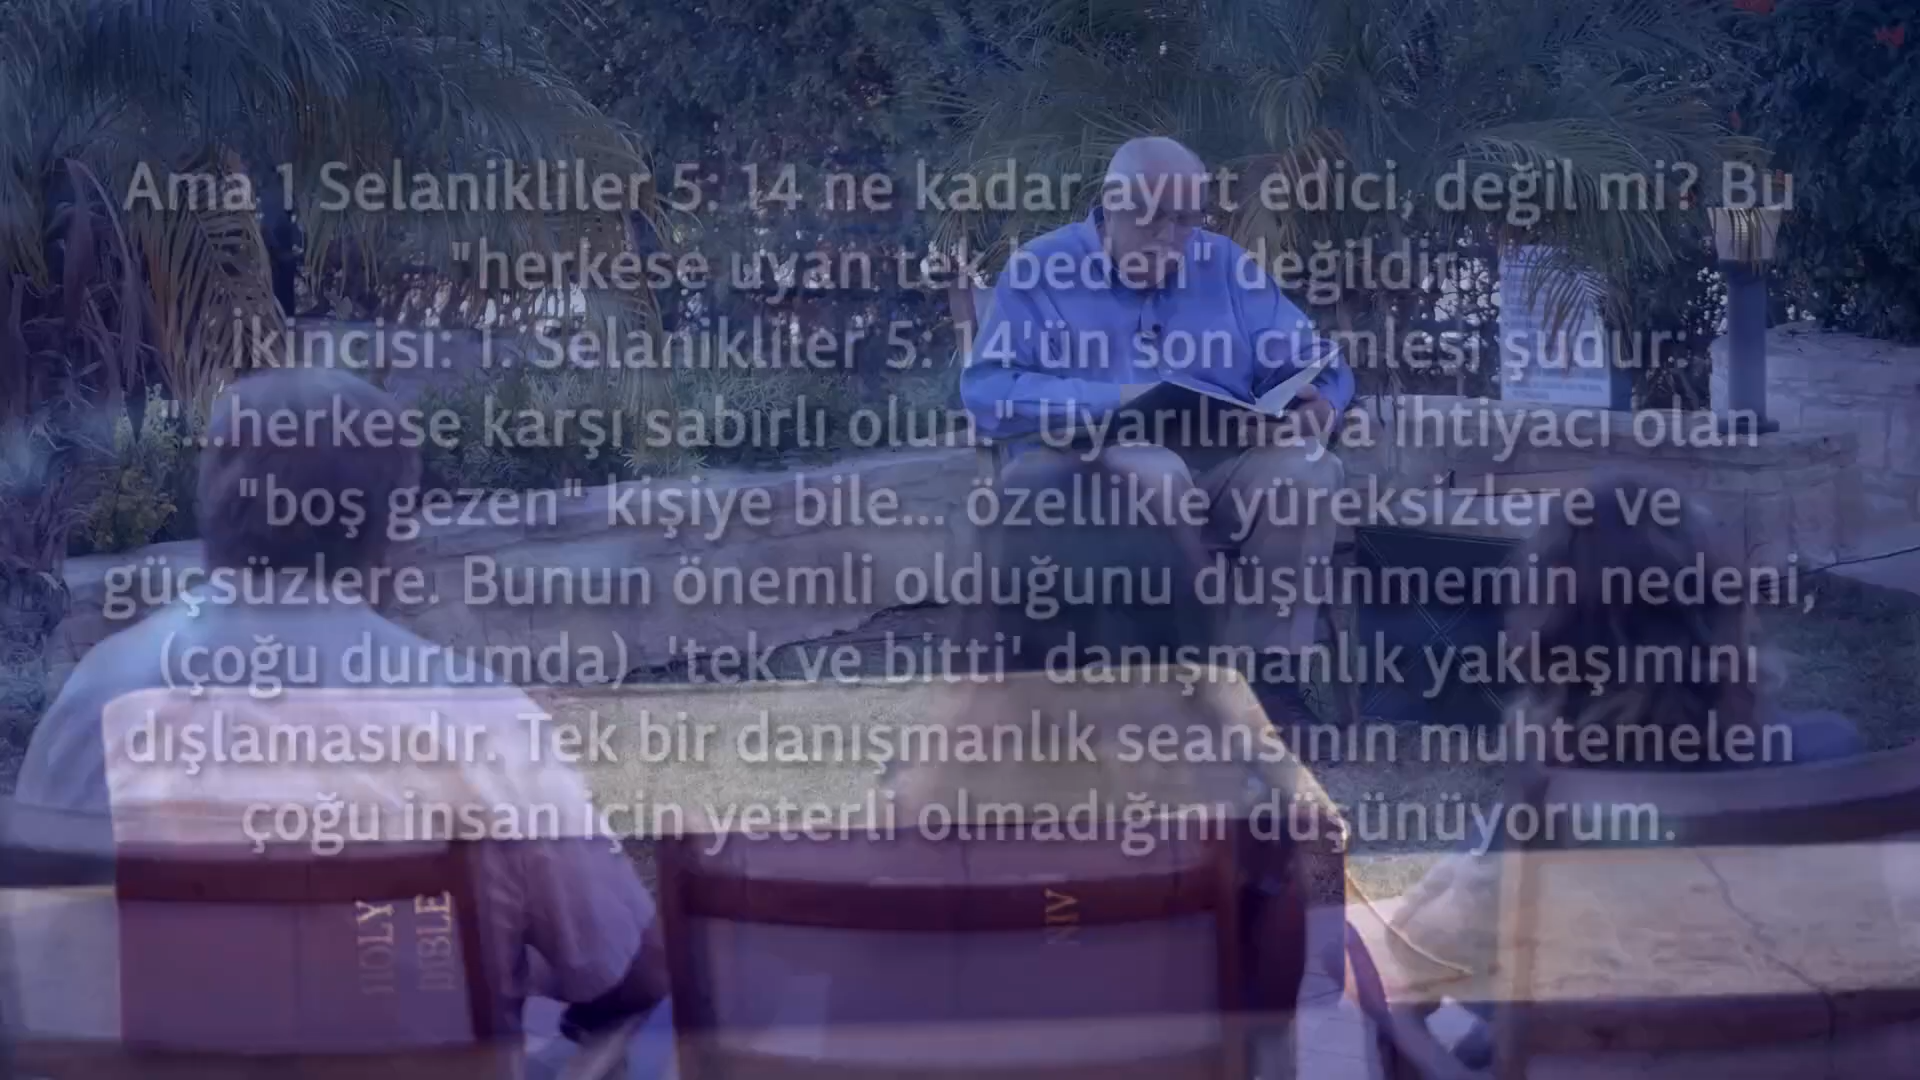 Ama 1 Selanikliler 5: 14 ne kadar ayırt edici, değil mi? Bu
"herkese uyan tek beden" değildir.
İkincisi: 1. Selanikliler 5: 14'ün son cümlesi şudur:
"...herkese karşı sabırlı olun." Uyarılmaya ihtiyacı olan
"boş gezen" kişiye bile... özellikle yüreksizlere ve
güçsüzlere. Bunun önemli olduğunu düşünmemin nedeni,
(çoğu durumda) 'tek ve bitti' danışmanlık yaklaşımını
dışlamasıdır. Tek bir danışmanlık seansının muhtemelen
çoğu insan için yeterli olmadığını düşünüyorum.
HOLY
BIBLE
NIV